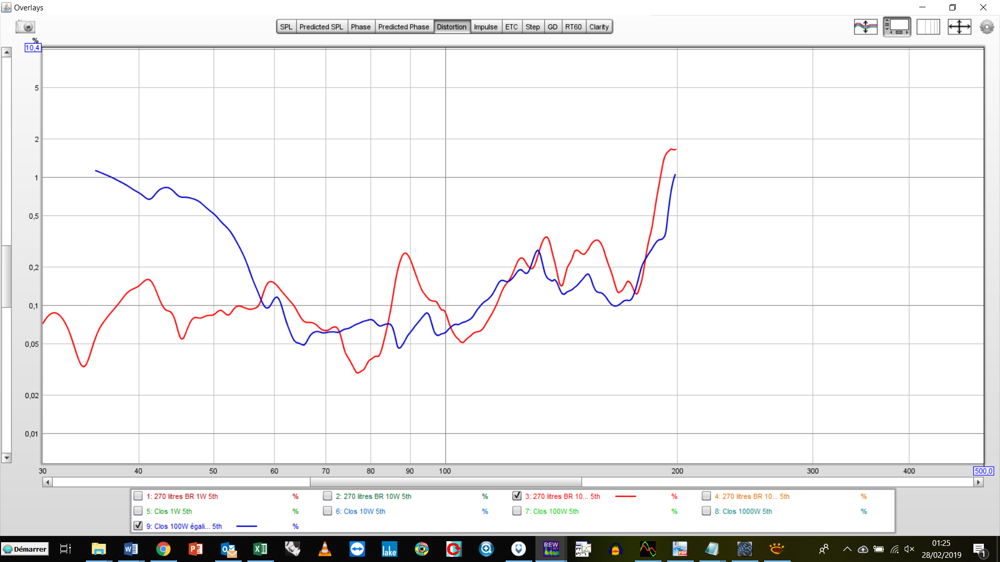 Overlays
SPL Predicted SPL Phase Predicted Phase Distortion Impulse ETC Step GD RT60 Clarity
%
10,4
5
2
1
0,5
0,2
0,1
0,05
0,02
0,01
30 40 50 60 70 80 90 100 200 300 400 500,0
1: 270 litres BR 1W 5th % 2: 270 litres BR 10W 5th % 3: 270 litres BR 10... 5th % 4: 270 litres BR 10... 5th %
5: Clos 1W 5th % 6: Clos 10W 5th % 7: Clos 100W 5th % 8: Clos 1000W 5th %
9: Clos 100W égali... 5th %
Démarrer
lake
REW
PDF
01:25
28/02/2019
1